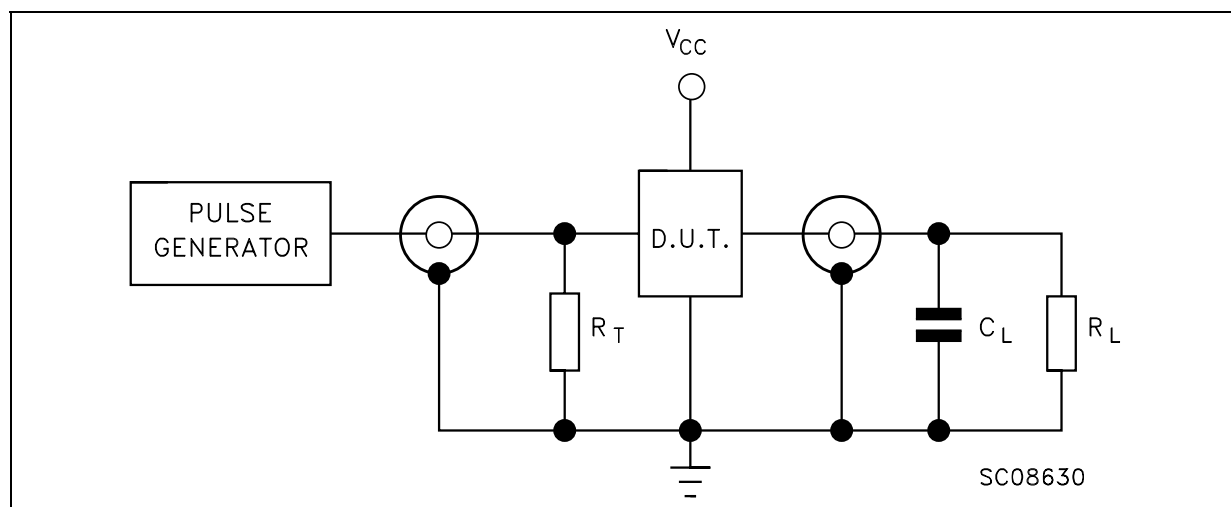 VCC
PULSE
GENERATOR
D.U.T.
RT
CL
RL
SC08630